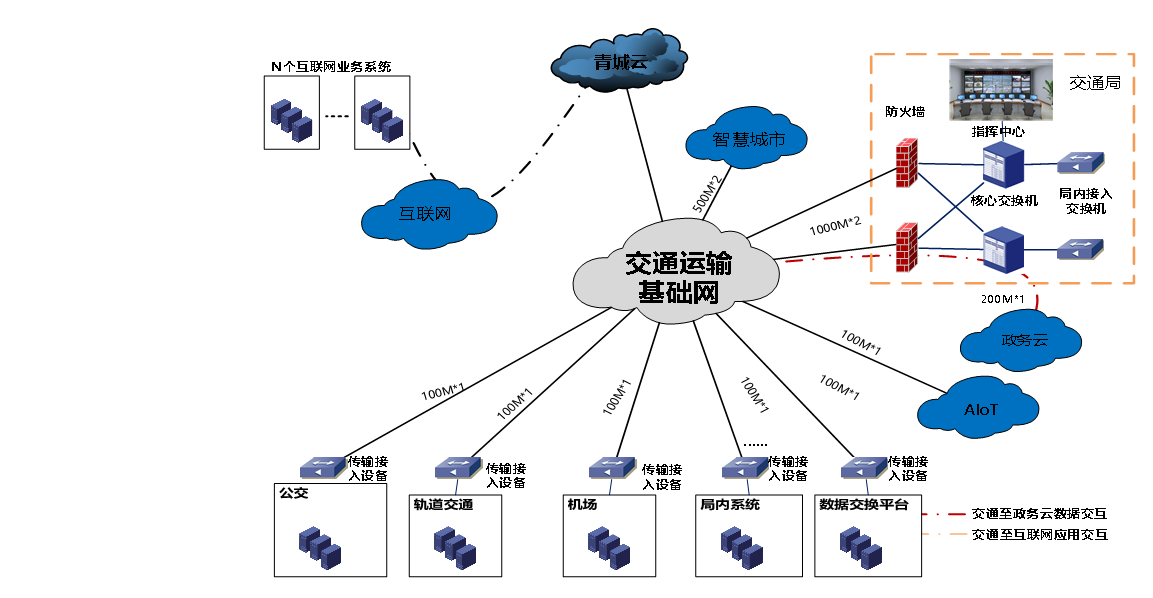 青城云
N个互联网业务系统
交通局
防火墙
指挥中心
智慧城市
500M*2
核心交换机
局内接入
交换机
互联网
1000M*2
交通运输
基础网
200M*1
政务云
100M*1
100M*1
100M*1
100M*1
100M*1
100M*1
AIoT
......
传输接
入设备
传输接
入设备
传输接
入设备
传输接
入设备
传输接
入设备
公交
轨道交通
机场
局内系统
数据交换平台
交通至政务云数据交互
交通至互联网应用交互